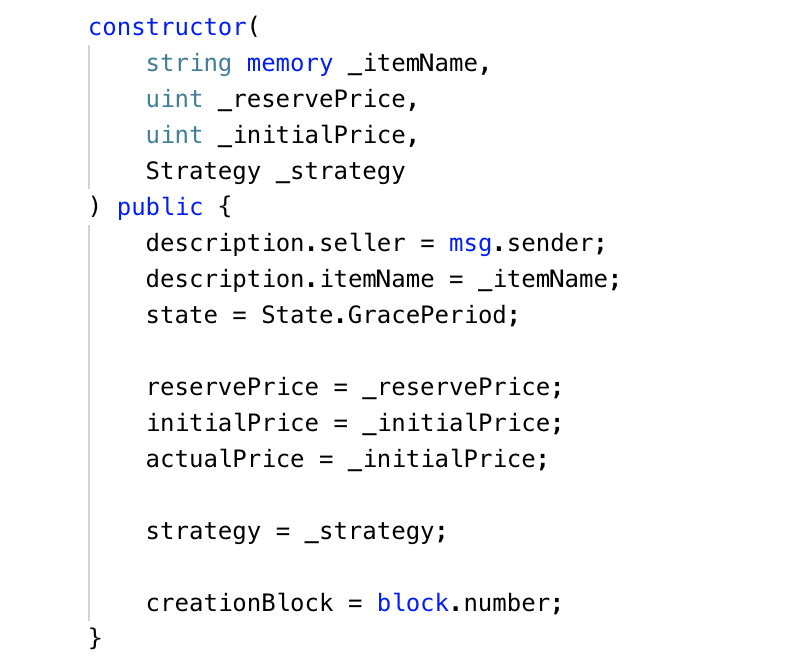 constructor(
    string memory _itemName,
    uint _reservePrice,
    uint _initialPrice,
    Strategy _strategy
) public {
    description.seller = msg.sender;
    description.itemName = _itemName;
    state = State.GracePeriod;

    reservePrice = _reservePrice;
    initialPrice = _initialPrice;
    actualPrice = _initialPrice;

    strategy = _strategy;

    creationBlock = block.number;
}